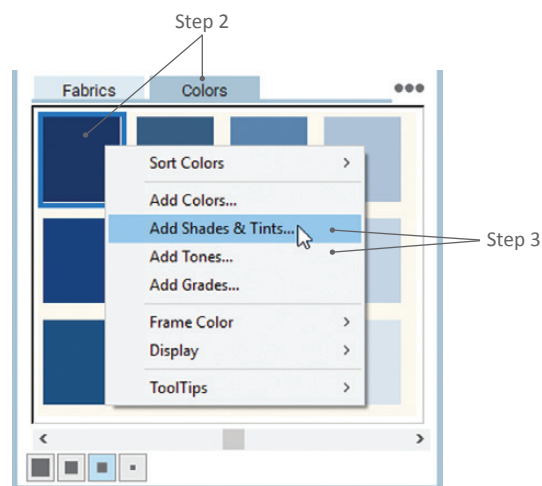 Step 2
Fabrics Colors
Sort Colors
Add Colors...
Add Shades & Tints...
Step 3
Add Tones...
Add Grades...
Frame Color
Display
ToolTips